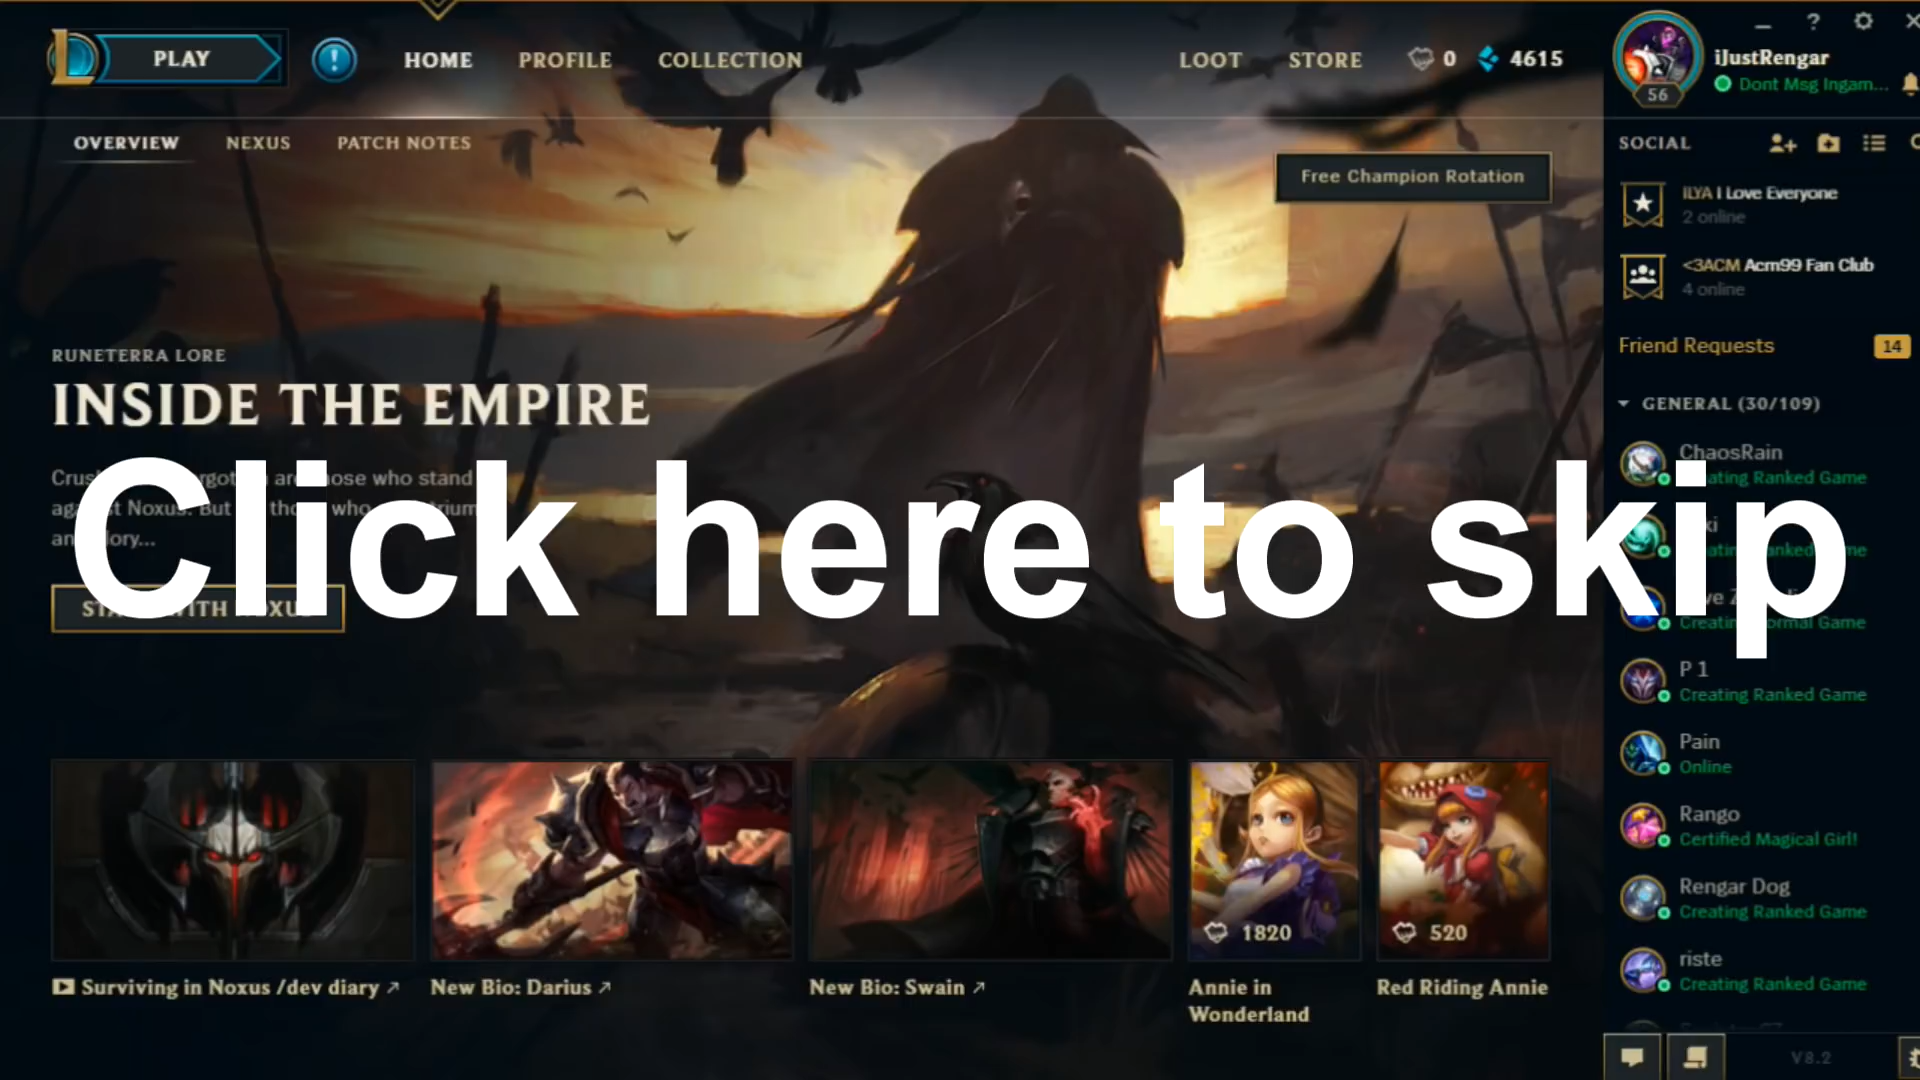 PLAY
HOME
PROFILE
COLLECTION
LOOT
STORE
0
4615
iJustRengar
Dont Msg Ingam...
56
OVERVIEW
NEXUS
PATCH NOTES
Free Champion Rotation
SOCIAL
ILYA I Love Everyone
2 online
<3ACM Acm99 Fan Club
4 online
Friend Requests
14
GENERAL (30/109)
RUNETERRA LORE
INSIDE THE EMPIRE
Click here to skip
ChaosRain
Ranked Game
P 1
Creating Ranked Game
Pain
Online
Rango
Certified Magical Girl!
Rengar Dog
Creating Ranked Game
riste
Creating Ranked Game
1820
520
Surviving in Noxus /dev diary
New Bio: Darius
New Bio: Swain
Annie in
Wonderland
Red Riding Annie
V8.2